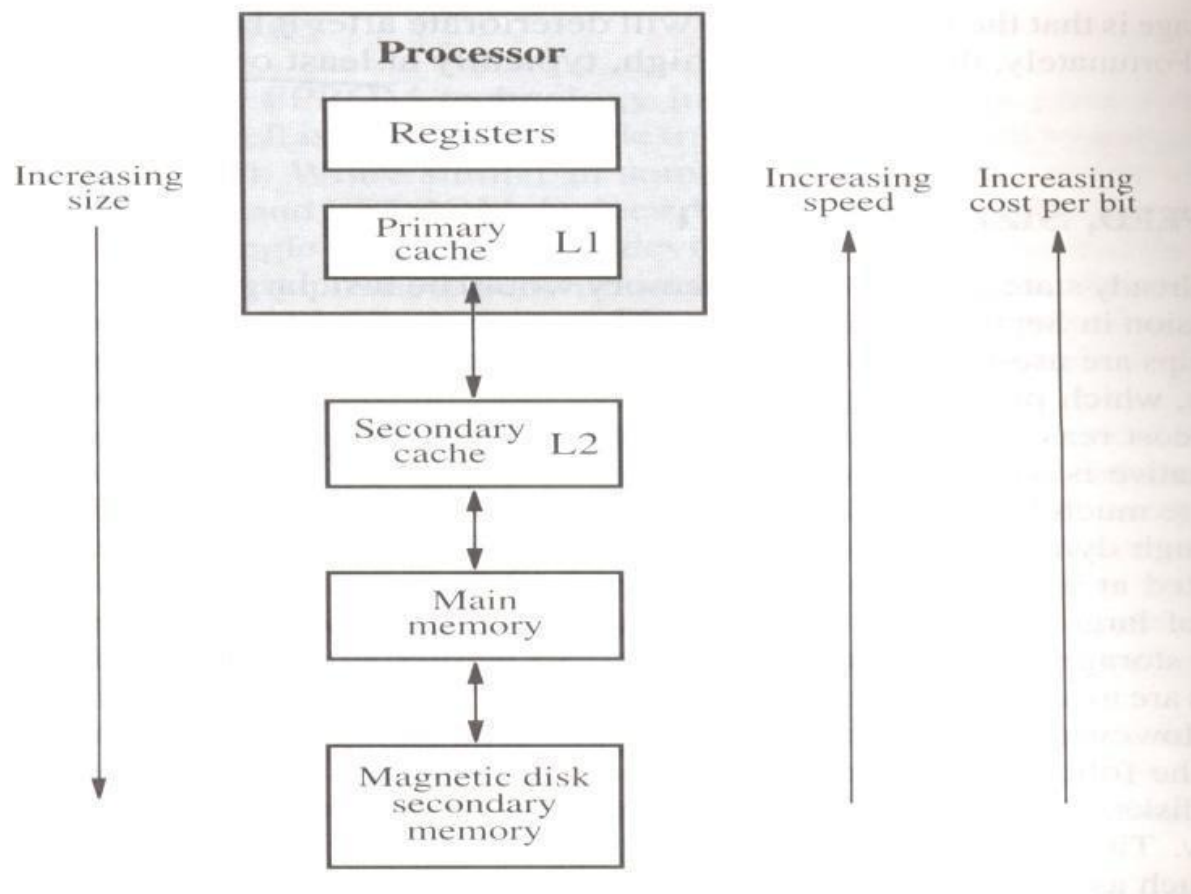 Processor
Registers
Increasing
size
Primary
cache L1
Increasing
speed
Increasing
cost per bit
Secondary
cache L2
Main
memory
Magnetic disk
secondary
memory